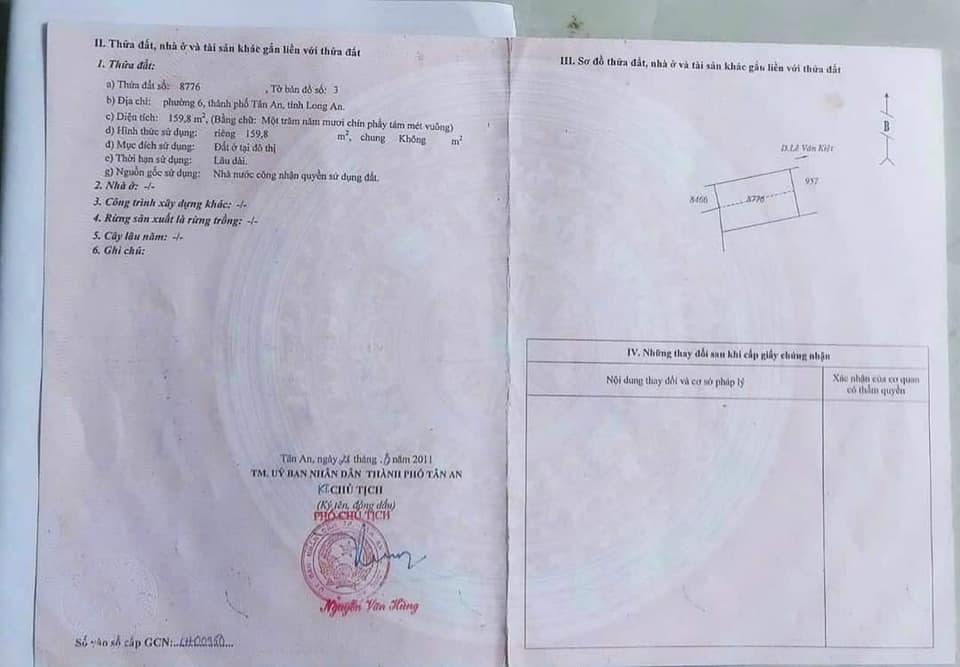 II. Thửa đất, nhà ở và tài sản khác gắn liền với thửa đất
1. Thửa đất:
a) Thửa đất số: 8776 , Tờ bản đồ số: 3
b) Địa chỉ: phường 6, thành phố Tân An, tỉnh Long An.
c) Diện tích: 159,8 m², (Bằng chữ: Một trăm năm mươi chín phẩy tám mét vuông)
d) Hình thức sử dụng: riêng 159,8 m², chung Không m²
đ) Mục đích sử dụng: Đất ở tại đô thị
e) Thời hạn sử dụng: Lâu dài.
g) Nguồn gốc sử dụng: Nhà nước công nhận quyền sử dụng đất.
2. Nhà ở: -/-
3. Công trình xây dựng khác: -/-
4. Rừng sản xuất là rừng trồng: -/-
5. Cây lâu năm: -/-
6. Ghi chú:
Tân An, ngày tháng năm 2011
TM. UỶ BAN NHÂN DÂN THÀNH PHỐ TÂN AN
KT.CHỦ TỊCH
(Ký tên, đóng dấu)
PHÓ CHỦ TỊCH
Nguyễn Văn Hùng
Số vào sổ cấp GCN:
III. Sơ đồ thửa đất, nhà ở và tài sản khác gắn liền với thửa đất
B
Đ.Lê Văn Kiệt
937
8466
8776
IV. Những thay đổi sau khi cấp giấy chứng nhận
Nội dung thay đổi và cơ sở pháp lý
Xác nhận của cơ quan
có thẩm quyền